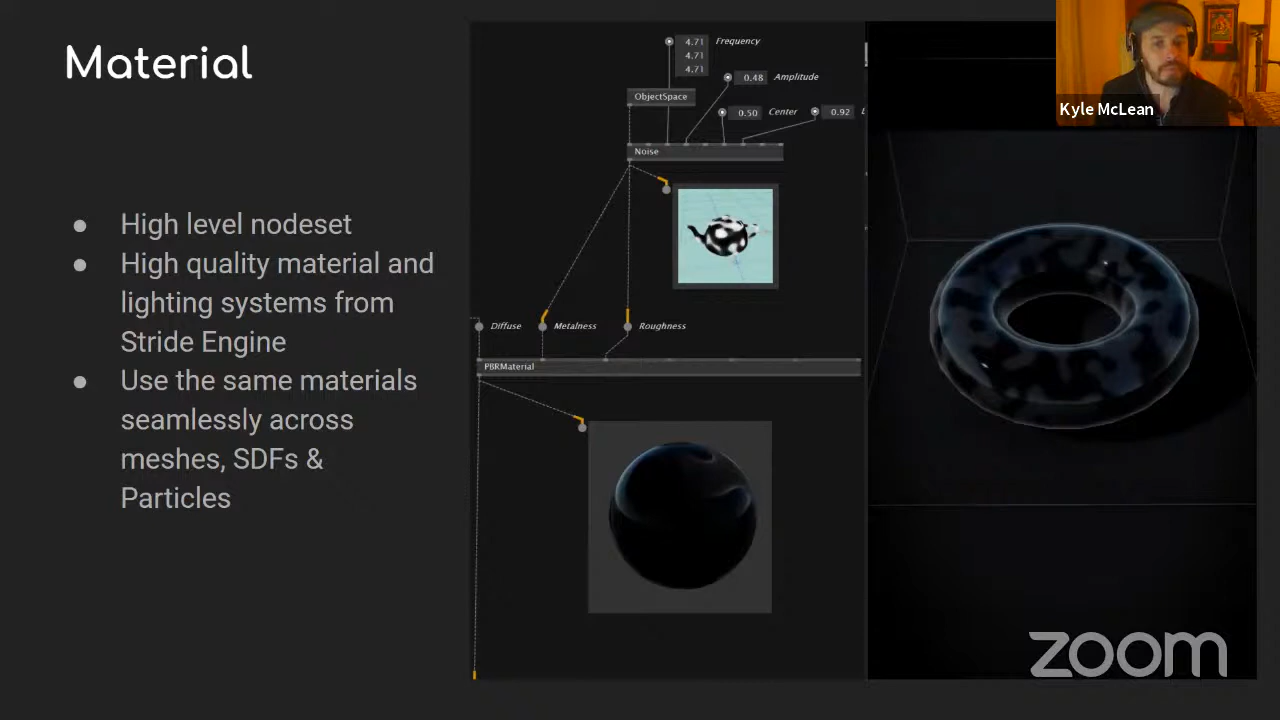 Material
● High level nodeset
● High quality material and
lighting systems from
Stride Engine
● Use the same materials
seamlessly across
meshes, SDFs &
Particles
4.71 Frequency
4.71
4.71
0.48 Amplitude
ObjectSpace
0.50 Center 0.92
Noise
Diffuse Metalness Roughness
PBRMaterial
Kyle McLean
zoom